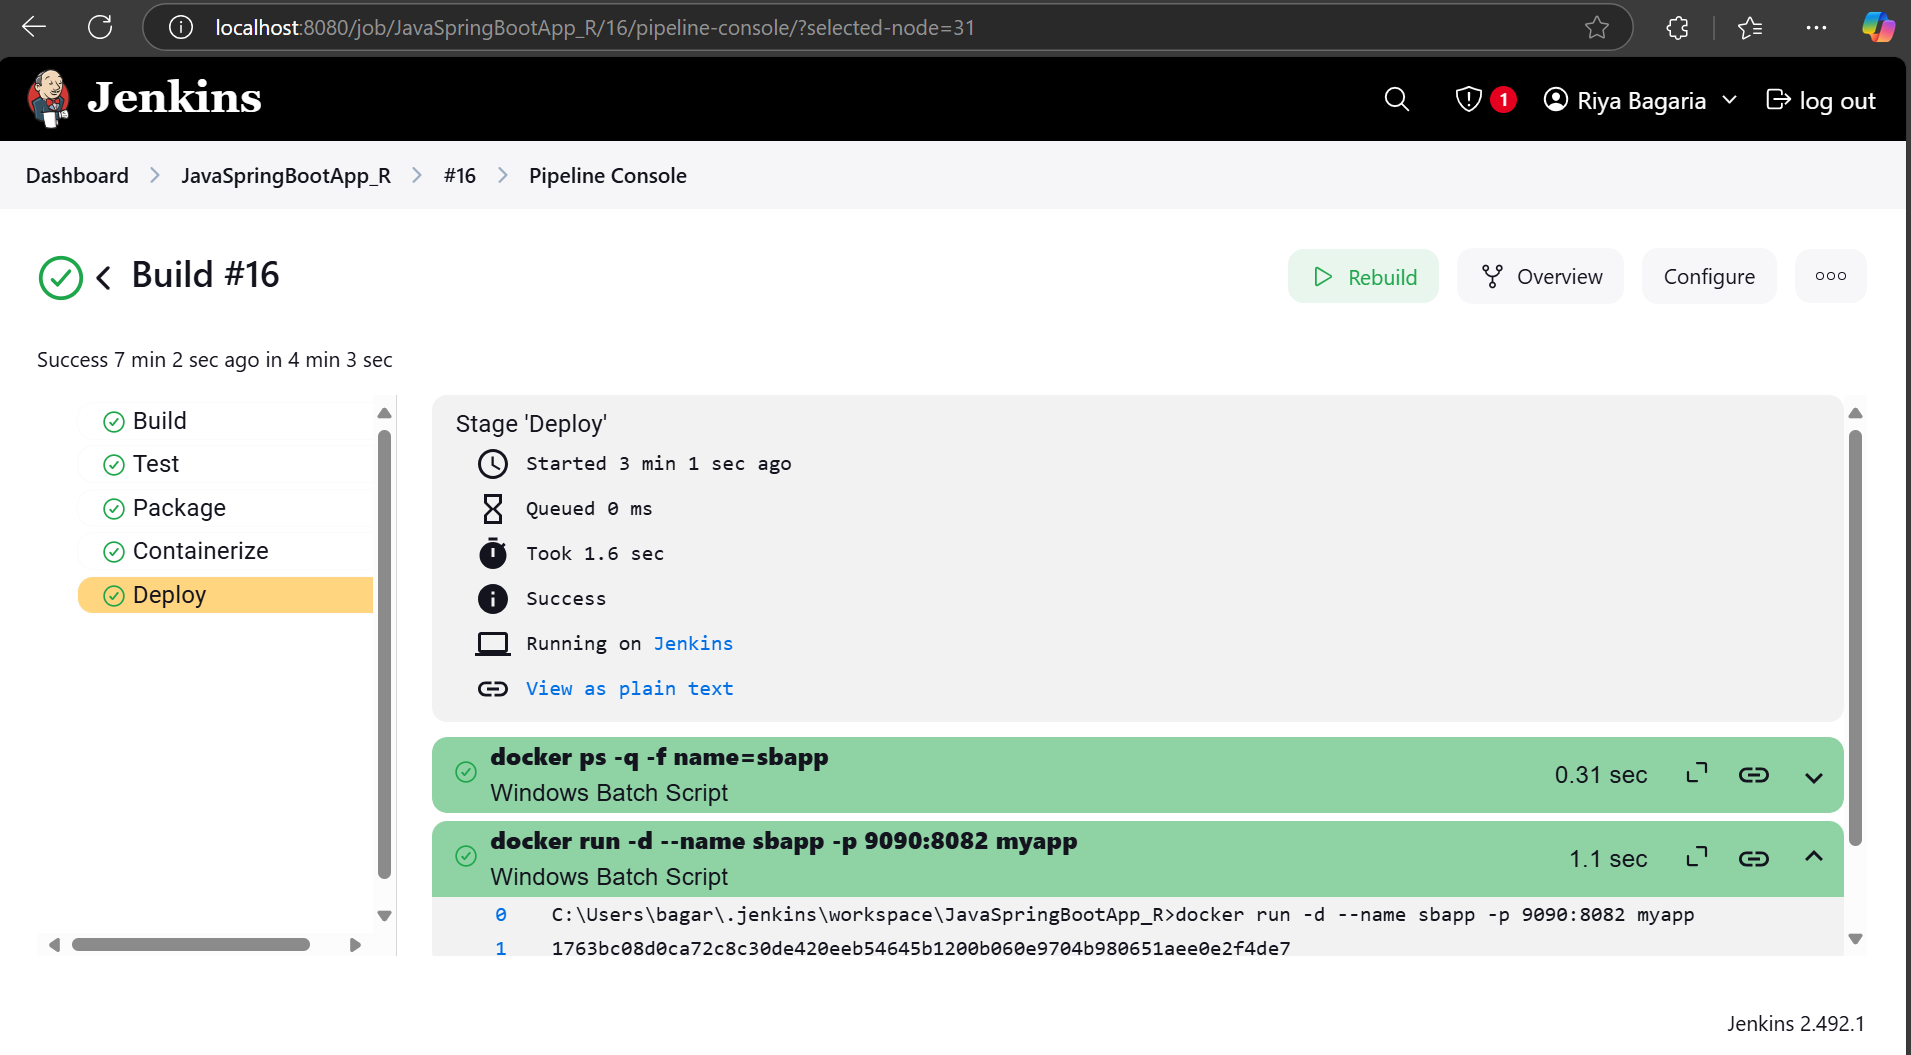 localhost:8080/job/JavaSpringBootApp_R/16/pipeline-console/?selected-node=31
Jenkins
1
Riya Bagaria
log out
Dashboard > JavaSpringBootApp_R > #16 > Pipeline Console
Build #16
Rebuild
Overview
Configure
Success 7 min 2 sec ago in 4 min 3 sec
Build
Test
Package
Containerize
Deploy
Stage 'Deploy'
Started 3 min 1 sec ago
Queued 0 ms
Took 1.6 sec
Success
Running on Jenkins
View as plain text
docker ps -q -f name=sbapp
Windows Batch Script
0.31 sec
docker run -d --name sbapp -p 9090:8082 myapp
Windows Batch Script
1.1 sec
0 C:\Users\bagar\.jenkins\workspace\JavaSpringBootApp_R>docker run -d --name sbapp -p 9090:8082 myapp
1 1763bc08d0ca72c8c30de420eeb54645b1200b060e9704b980651aee0e2f4de7
Jenkins 2.492.1